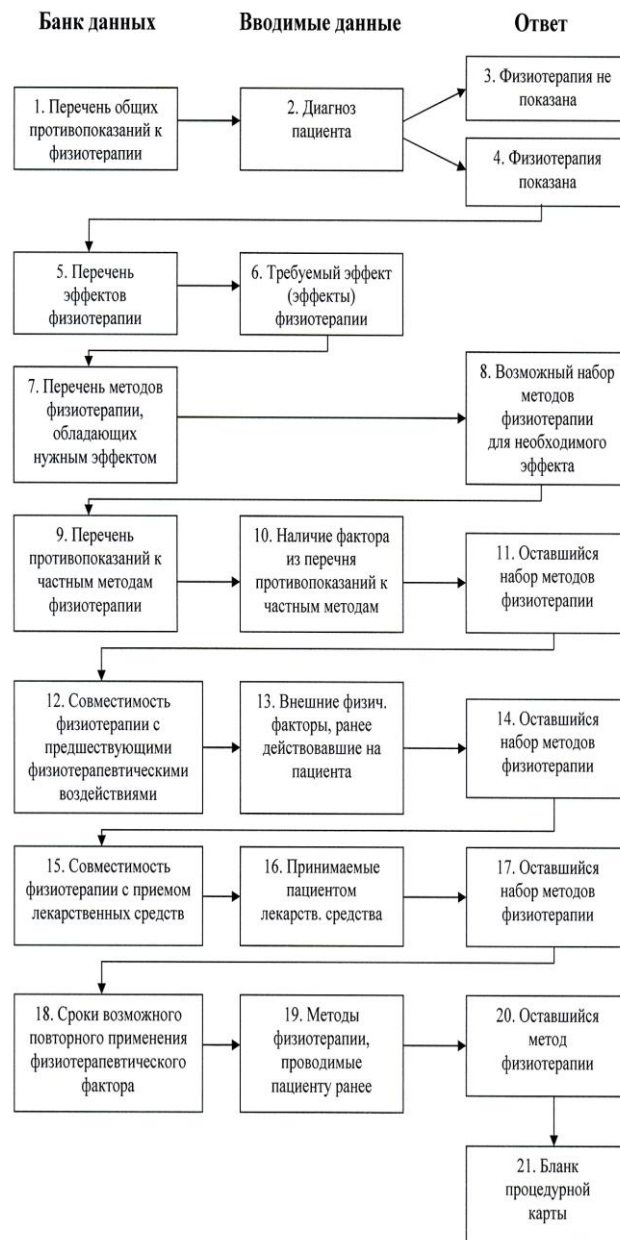 Банк данных
Вводимые данные
Ответ
1. Перечень общих
противопоказаний к
физиотерапии
2. Диагноз
пациента
3. Физиотерапия не
показана
4. Физиотерапия
показана
5. Перечень
эффектов
физиотерапии
6. Требуемый эффект
(эффекты)
физиотерапии
7. Перечень методов
физиотерапии,
обладающих
нужным эффектом
8. Возможный набор
методов
физиотерапии
для необходимого
эффекта
9. Перечень
противопоказаний к
частным методам
физиотерапии
10. Наличие фактора
из перечня
противопоказаний к
частным методам
11. Оставшийся
набор методов
физиотерапии
12. Совместимость
физиотерапии с
предшествующими
физиотерапевтическими
воздействиями
13. Внешние физич.
факторы, ранее
действовавшие на
пациента
14. Оставшийся
набор методов
физиотерапии
15. Совместимость
физиотерапии с приемом
лекарственных средств
16. Принимаемые
пациентом
лекарств. средства
17. Оставшийся
набор методов
физиотерапии
18. Сроки возможного
повторного применения
физиотерапевтического
фактора
19. Методы
физиотерапии,
проводимые
пациенту ранее
20. Оставшийся
метод
физиотерапии
21. Бланк
процедурной
карты